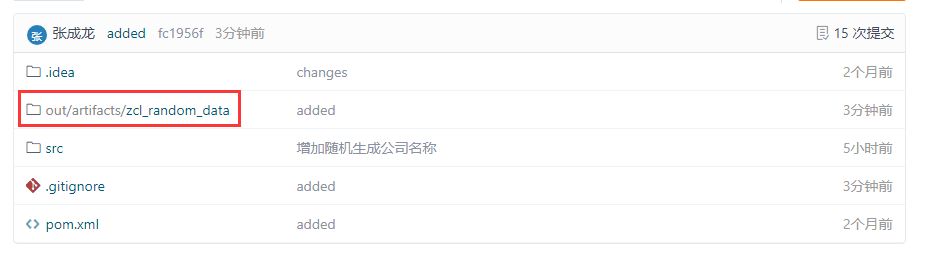 张 张成龙 added fc1956f 3分钟前 15 次提交
.idea changes 2个月前
out/artifacts/zcl_random_data added 3分钟前
src 增加随机生成公司名称 5小时前
.gitignore added 3分钟前
pom.xml added 2个月前